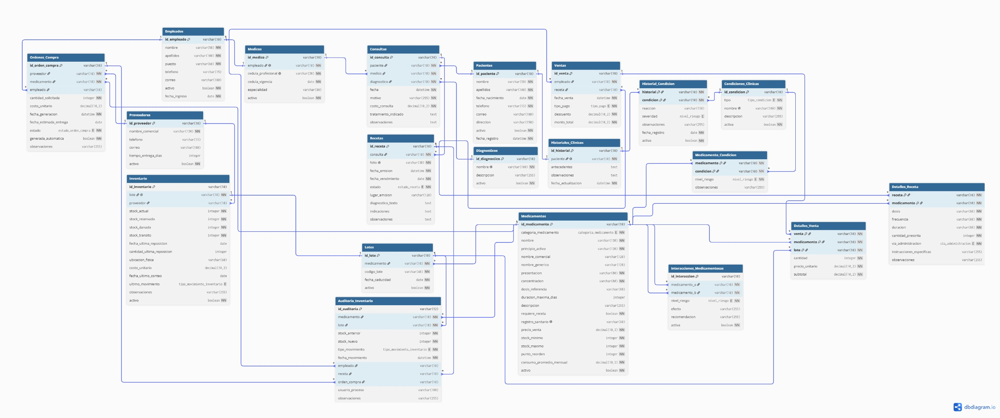 Empleados
id_empleado varchar(10)
nombre varchar(50) NN
apellidos varchar(100) NN
puesto varchar(60) NN
telefono varchar(15)
correo varchar(100)
activo boolean NN
fecha_ingreso date NN
Ordenes_Compra
id_orden_compra varchar(10)
proveedor varchar(10) NN
medicamento varchar(10) NN
empleado varchar(10)
cantidad_solicitada integer NN
costo_unitario decimal(10,2)
fecha_generacion datetime NN
fecha_estimada_entrega date
estado estado_orden_compra E NN
generada_automatica boolean NN
observaciones varchar(255)
Proveedores
id_proveedor varchar(10)
nombre_comercial varchar(120) NN
telefono varchar(15)
correo varchar(100)
tiempo_entrega_dias integer
activo boolean NN
Inventario
id_inventario varchar(10)
lote varchar(10) NN
proveedor varchar(10)
stock_actual integer NN
stock_reservado integer NN
stock_danado integer NN
stock_transito integer NN
fecha_ultima_reposicion date
cantidad_ultima_reposicion integer
ubicacion_fisica varchar(60)
costo_unitario decimal(10,2)
fecha_ultimo_conteo date
ultimo_movimiento tipo_movimiento_inventario E
observaciones varchar(255)
activo boolean NN
Medicos
id_medico varchar(10)
empleado varchar(10) NN
cedula_profesional varchar(20) NN
cedula_vigencia date NN
especialidad varchar(80)
activo boolean NN
Consultas
id_consulta varchar(10)
paciente varchar(10) NN
medico varchar(10) NN
diagnostico varchar(10) NN
fecha datetime NN
motivo varchar(255) NN
costo_consulta decimal(10,2) NN
tratamiento_indicado text
observaciones text
Recetas
id_receta varchar(10)
consulta varchar(10) NN
folio varchar(30) NN
fecha_emision datetime NN
fecha_vencimiento date NN
estado estado_receta E NN
lugar_emision varchar(120)
diagnostico_texto text
indicaciones text
observaciones text
Lotes
id_lote varchar(10)
medicamento varchar(10) NN
codigo_lote varchar(40) NN
fecha_caducidad date NN
activo boolean NN
Auditoria_Inventario
id_auditoria varchar(12)
medicamento varchar(10) NN
lote varchar(10) NN
stock_anterior integer NN
stock_nuevo integer NN
tipo_movimiento tipo_movimiento_inventario E NN
fecha_movimiento datetime NN
empleado varchar(10)
receta varchar(10)
orden_compra varchar(10)
usuario_proceso varchar(100)
observaciones varchar(255)
Pacientes
id_paciente varchar(10)
nombre varchar(50) NN
apellidos varchar(100) NN
fecha_nacimiento date NN
telefono varchar(15) NN
correo varchar(100)
direccion varchar(150)
activo boolean NN
fecha_registro datetime NN
Diagnosticos
id_diagnostico varchar(10)
nombre varchar(100) NN
descripcion varchar(255)
activo boolean NN
Ventas
id_venta varchar(10)
empleado varchar(10) NN
receta varchar(10)
fecha_venta datetime NN
tipo_pago tipo_pago E NN
descuento decimal(10,2) NN
monto_total decimal(10,2) NN
Historiales_Clinicos
id_historial varchar(10)
paciente varchar(10) NN
antecedentes text
observaciones text
fecha_actualizacion datetime NN
Historial_Condicion
historial varchar(10) NN
condicion varchar(10) NN
reaccion varchar(150)
severidad nivel_riesgo E
observaciones varchar(255)
fecha_registro date NN
activa boolean NN
Condiciones_Clinicas
id_condicion varchar(10)
tipo tipo_condicion E NN
nombre varchar(100) NN
descripcion varchar(255)
activa boolean NN
Medicamento_Condicion
medicamento varchar(10) NN
condicion varchar(10) NN
nivel_riesgo nivel_riesgo E NN
observaciones varchar(255)
Medicamentos
id_medicamento varchar(10)
categoria_medicamento categoria_medicamento E NN
nombre varchar(120) NN
principio_activo varchar(120) NN
nombre_comercial varchar(120)
nombre_generico varchar(120)
presentacion varchar(80) NN
concentracion varchar(60) NN
dosis_referencia varchar(60)
duracion_maxima_dias integer
descripcion varchar(255)
requiere_receta boolean NN
registro_sanitario varchar(60)
precio_venta decimal(10,2) NN
stock_minimo integer NN
stock_maximo integer NN
punto_reorden integer NN
consumo_promedio_mensual decimal(10,2) NN
activo boolean NN
Interacciones_Medicamentosas
id_interaccion varchar(10)
medicamento_a varchar(10) NN
medicamento_b varchar(10) NN
nivel_riesgo nivel_riesgo E NN
efecto varchar(255)
recomendacion varchar(255)
activa boolean NN
Detalles_Venta
venta varchar(10) NN
medicamento varchar(10) NN
lote varchar(10) NN
cantidad integer NN
precio_unitario decimal(10,2) NN
subtotal decimal(10,2) NN
Detalles_Receta
receta varchar(10) NN
medicamento varchar(10) NN
dosis varchar(60) NN
frecuencia varchar(60) NN
duracion varchar(60) NN
cantidad_prescrita integer NN
via_administracion via_administracion E NN
instrucciones_especificas varchar(255)
observaciones varchar(255)
dbdiagram.io